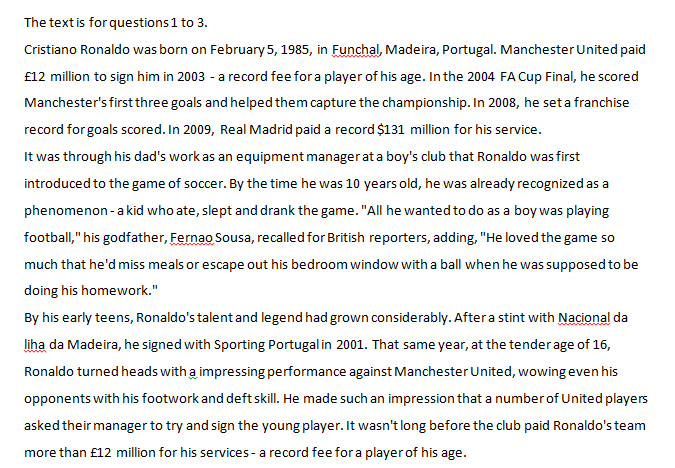 The text is for questions 1 to 3.
Cristiano Ronaldo was born on February 5, 1985, in Funchal, Madeira, Portugal. Manchester United paid
£12 million to sign him in 2003 - a record fee for a player of his age. In the 2004 FA Cup Final, he scored
Manchester's first three goals and helped them capture the championship. In 2008, he set a franchise
record for goals scored. In 2009, Real Madrid paid a record $131 million for his service.
It was through his dad's work as an equipment manager at a boy's club that Ronaldo was first
introduced to the game of soccer. By the time he was 10 years old, he was already recognized as a
phenomenon - a kid who ate, slept and drank the game. "All he wanted to do as a boy was playing
football," his godfather, Fernao Sousa, recalled for British reporters, adding, "He loved the game so
much that he'd miss meals or escape out his bedroom window with a ball when he was supposed to be
doing his homework."
By his early teens, Ronaldo's talent and legend had grown considerably. After a stint with Nacional da
liha da Madeira, he signed with Sporting Portugal in 2001. That same year, at the tender age of 16,
Ronaldo turned heads with a impressing performance against Manchester United, wowing even his
opponents with his footwork and deft skill. He made such an impression that a number of United players
asked their manager to try and sign the young player. It wasn't long before the club paid Ronaldo's team
more than £12 million for his services - a record fee for a player of his age.